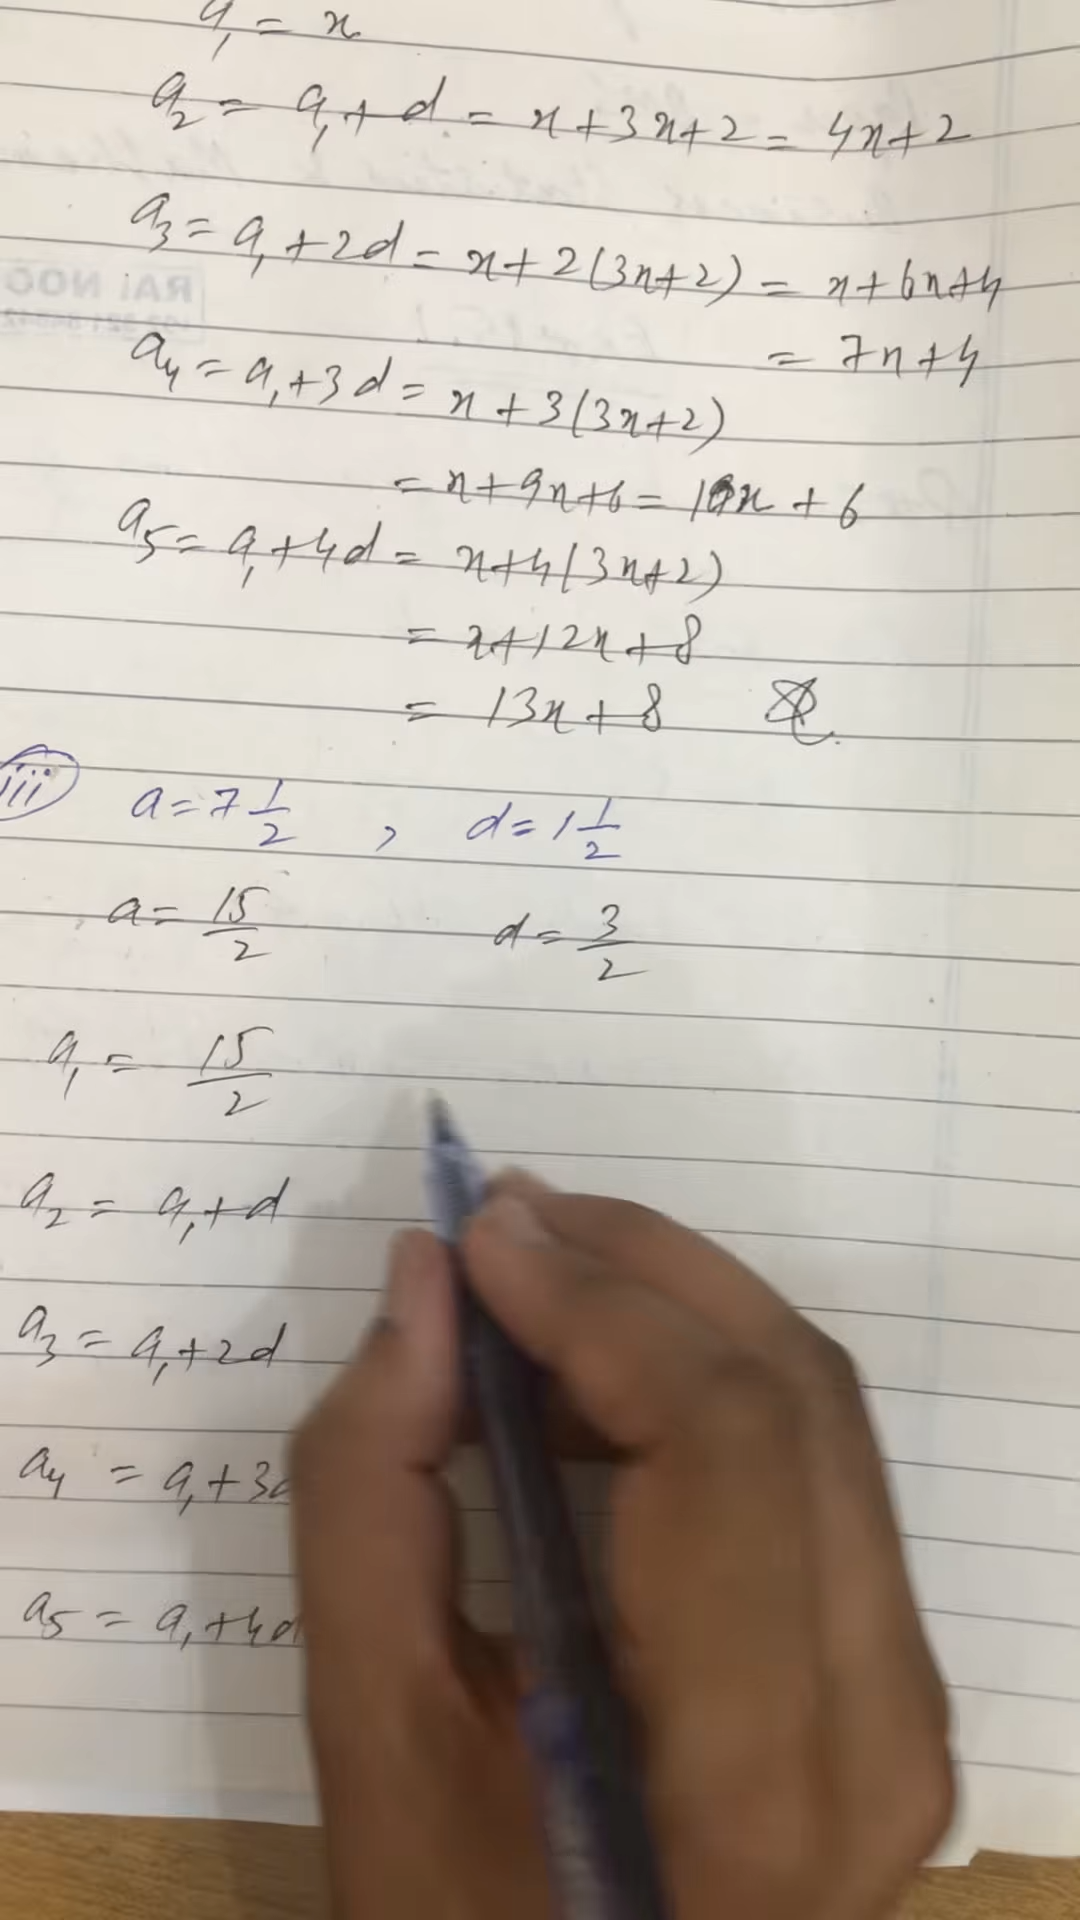 a₁ = x
a₂ = a₁ + d = x + 3x + 2 = 4x + 2
a₃ = a₁ + 2d = x + 2(3x + 2) = x + 6x + 4
= 7x + 4
a₄ = a₁ + 3d = x + 3(3x + 2)
= x + 9x + 6 = 10x + 6
a₅ = a₁ + 4d = x + 4(3x + 2)
= x + 12x + 8
= 13x + 8
iii a = 7 1/2 , d = 1 1/2
a = 15/2 d = 3/2
a₁ = 15/2
a₂ = a₁ + d
a₃ = a₁ + 2d
a₄ = a₁ + 3d
a₅ = a₁ + 4d